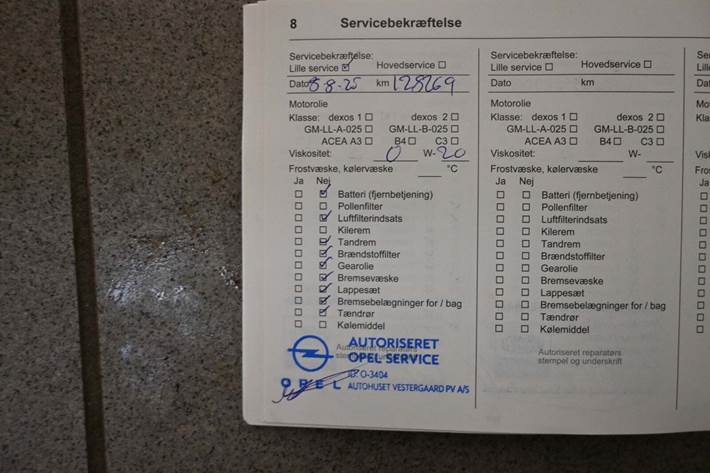 8 Servicebekræftelse
Servicebekræftelse:
Lille service ☑ Hovedservice ☐
Dato 8-25 km 128269
Motorolie
Klasse: dexos 1 ☐ dexos 2 ☐
GM-LL-A-025 ☐ GM-LL-B-025 ☐
ACEA A3 ☐ B4 ☐ C3 ☐
Viskositet: 0 W-20
Frostvæske, kølervæske °C
Ja Nej
☐ ☑ Batteri (fjernbetjening)
☐ ☐ Pollenfilter
☐ ☑ Luftfilterindsats
☐ ☐ Kilerem
☐ ☑ Tandrem
☐ ☑ Brændstoffilter
☐ ☑ Gearolie
☐ ☑ Bremsevæske
☐ ☑ Lappesæt
☐ ☑ Bremsebelægninger for / bag
☐ ☑ Tændrør
☐ ☐ Kølemiddel
Autoriseret reparatørs
AUTORISERET
OPEL SERVICE
O-3404
OPEL AUTOHUSET VESTERGAARD PV A/S
Servicebekræftelse:
Lille service ☐ Hovedservice ☐
Dato km
Motorolie
Klasse: dexos 1 ☐ dexos 2 ☐
GM-LL-A-025 ☐ GM-LL-B-025 ☐
ACEA A3 ☐ B4 ☐ C3 ☐
Viskositet: W-
Frostvæske, kølervæske °C
Ja Nej
☐ ☐ Batteri (fjernbetjening)
☐ ☐ Pollenfilter
☐ ☐ Luftfilterindsats
☐ ☐ Kilerem
☐ ☐ Tandrem
☐ ☐ Brændstoffilter
☐ ☐ Gearolie
☐ ☐ Bremsevæske
☐ ☐ Lappesæt
☐ ☐ Bremsebelægninger for / bag
☐ ☐ Tændrør
☐ ☐ Kølemiddel
Autoriseret reparatørs
stempel og underskrift